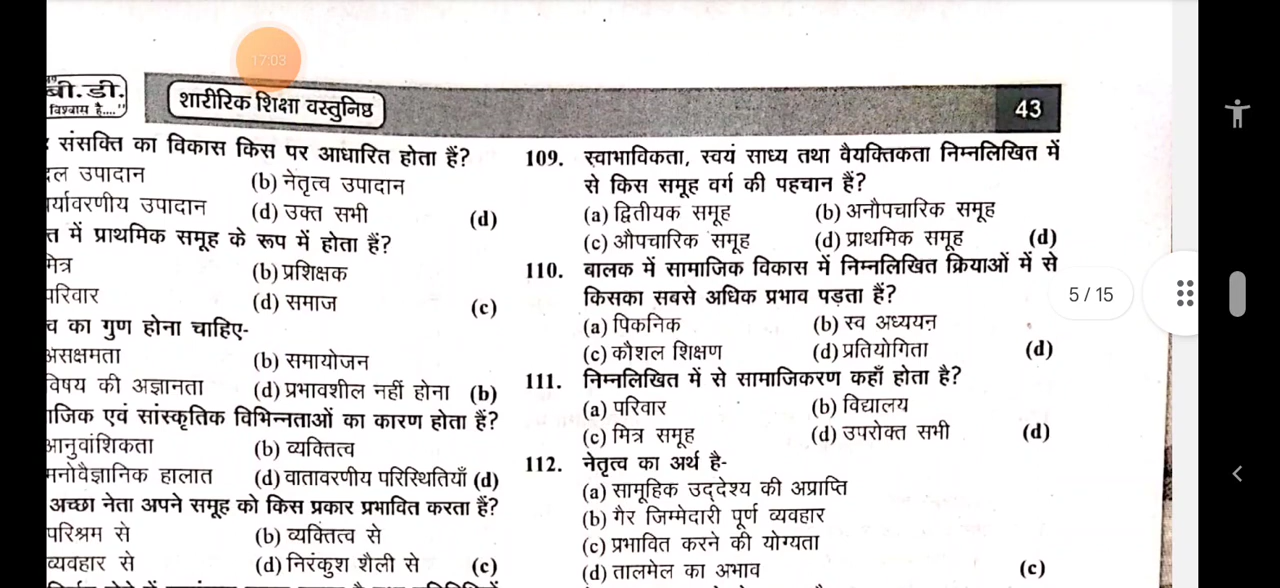 17:03
बी.डी.
विश्वास है...."
शारीरिक शिक्षा वस्तुनिष्ठ
43
संसक्ति का विकास किस पर आधारित होता हैं?
उपादान
(b) नेतृत्व उपादान
उपादान
(d) उक्त सभी (d)
में प्राथमिक समूह के रूप में होता हैं?
मित्र
(b) प्रशिक्षक
परिवार
(d) समाज (c)
का गुण होना चाहिए-
असक्षमता
(b) समायोजन
विषय की अज्ञानता
(d) प्रभावशील नहीं होना (b)
एवं सांस्कृतिक विभिन्नताओं का कारण होता हैं?
आनुवांशिकता
(b) व्यक्तित्व
मनोवैज्ञानिक हालात
(d) वातावरणीय परिस्थितियाँ (d)
अच्छा नेता अपने समूह को किस प्रकार प्रभावित करता हैं?
परिश्रम से
(b) व्यक्तित्व से
व्यवहार से
(d) निरंकुश शैली से (c)
109. स्वाभाविकता, स्वयं साध्य तथा वैयक्तिकता निम्नलिखित में
से किस समूह वर्ग की पहचान हैं?
(a) द्वितीयक समूह (b) अनौपचारिक समूह
(c) औपचारिक समूह (d) प्राथमिक समूह (d)
110. बालक में सामाजिक विकास में निम्नलिखित क्रियाओं में से
किसका सबसे अधिक प्रभाव पड़ता हैं?
(a) पिकनिक (b) स्व अध्ययन
(c) कौशल शिक्षण (d) प्रतियोगिता (d)
111. निम्नलिखित में से सामाजिकरण कहाँ होता है?
(a) परिवार (b) विद्यालय
(c) मित्र समूह (d) उपरोक्त सभी (d)
112. नेतृत्व का अर्थ है-
(a) सामूहिक उद्देश्य की अप्राप्ति
(b) गैर जिम्मेदारी पूर्ण व्यवहार
(c) प्रभावित करने की योग्यता
(d) तालमेल का अभाव (c)
5 / 15